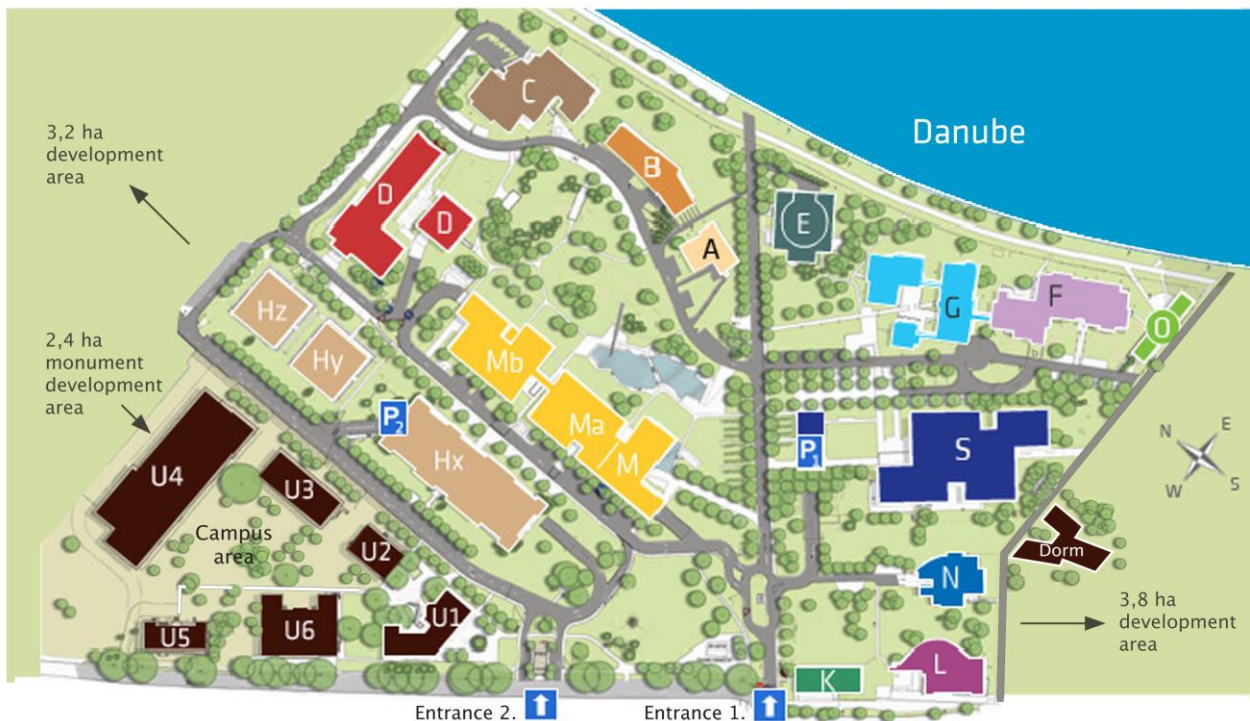 Danube
3,2 ha
development
area
C
B
D
D
E
A
G
F
O
Hz
Hy
2,4 ha
monument
development
area
Mb
Ma
M
P1
P2
Hx
S
N
E
W
S
U4
U3
Campus
area
U2
Dorm
N
U1
U5
U6
3,8 ha
development
area
L
K
Entrance 2.
Entrance 1.